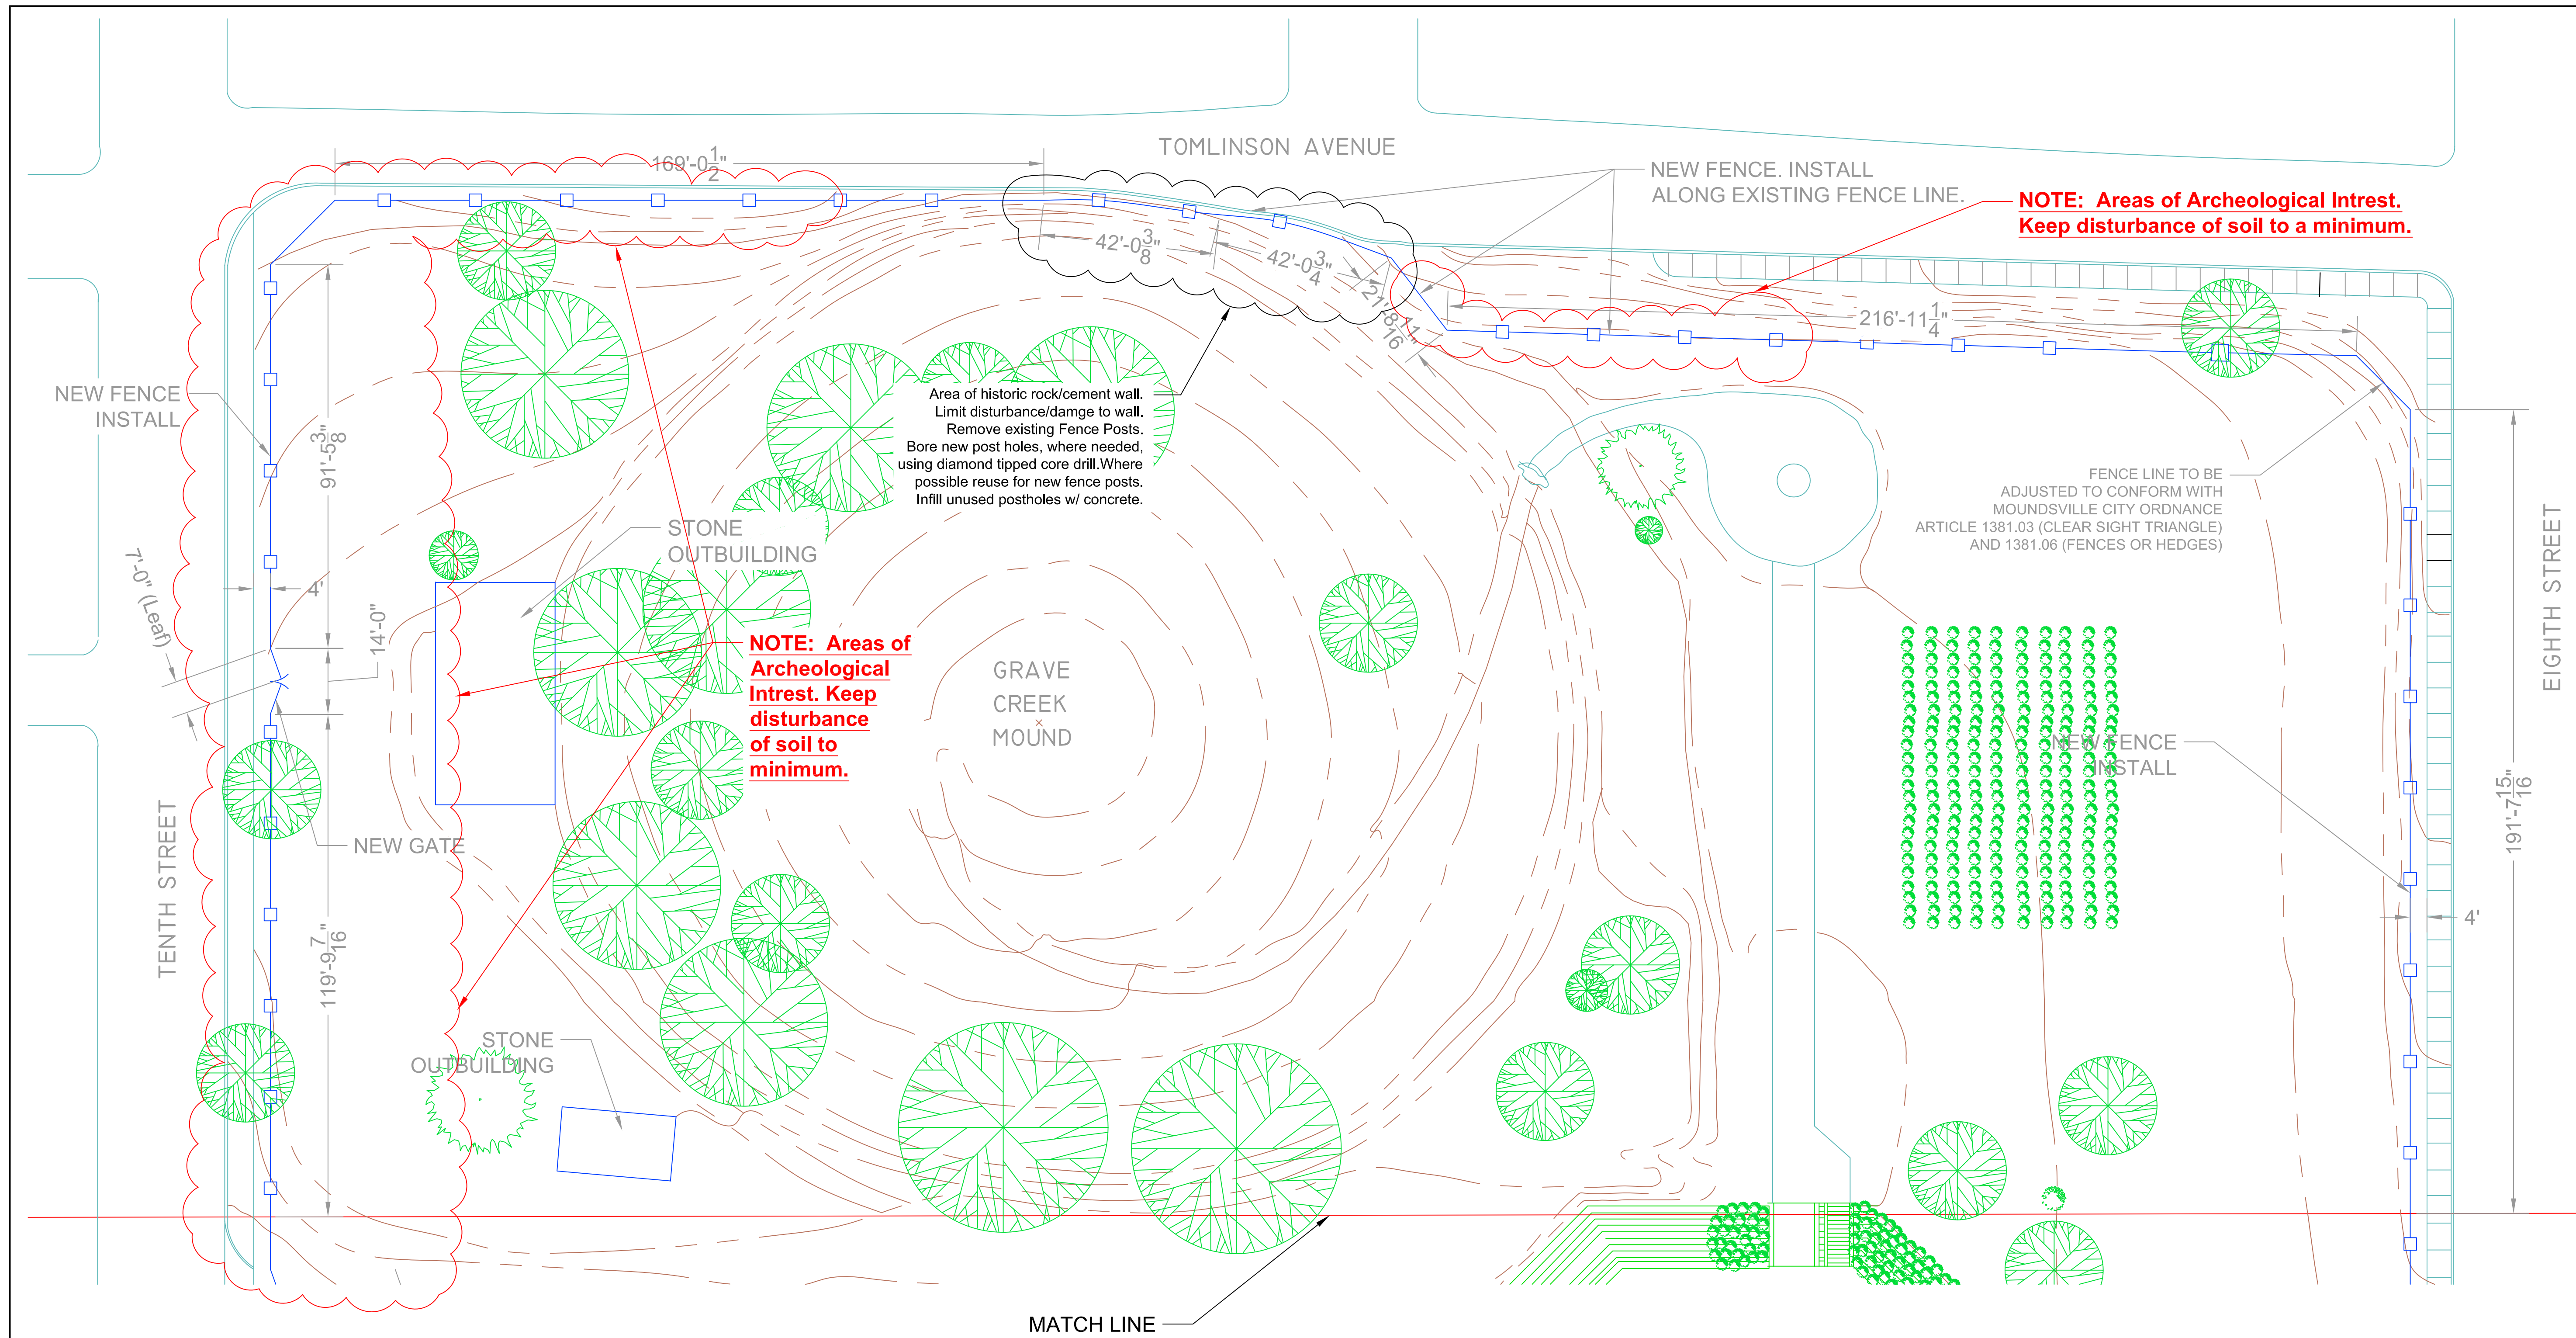 TOMLINSON AVENUE
169'-0 1/2"
NEW FENCE. INSTALL
ALONG EXISTING FENCE LINE.
NOTE:  Areas of Archeological Intrest.
Keep disturbance of soil to a minimum.
42'-0 3/8"
42'-0 3/4"
21'-8 11/16"
216'-11 1/4"
NEW FENCE
INSTALL
91'-5 3/8"
Area of historic rock/cement wall.
Limit disturbance/damge to wall.
Remove existing Fence Posts.
Bore new post holes, where needed,
using diamond tipped core drill.Where
possible reuse for new fence posts.
Infill unused postholes w/ concrete.
FENCE LINE TO BE
ADJUSTED TO CONFORM WITH
MOUNDSVILLE CITY ORDNANCE
ARTICLE 1381.03 (CLEAR SIGHT TRIANGLE)
AND 1381.06 (FENCES OR HEDGES)
STONE
OUTBUILDING
EIGHTH STREET
7'-0" (Leaf)
4'
14'-0"
NOTE:  Areas of
Archeological
Intrest. Keep
disturbance
of soil to
minimum.
GRAVE
CREEK
MOUND
NEW FENCE
INSTALL
191'-7 15/16"
TENTH STREET
NEW GATE
119'-9 7/16"
4'
STONE
OUTBUILDING
MATCH LINE